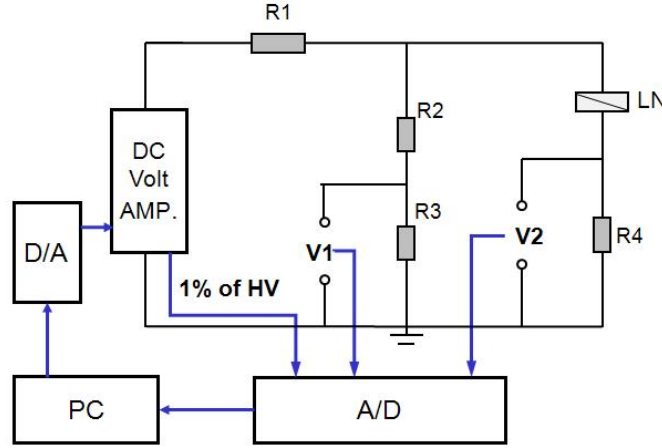 R1
LN
R2
DC
Volt
AMP.
R3
D/A
V1
V2
R4
1% of HV
PC
A/D